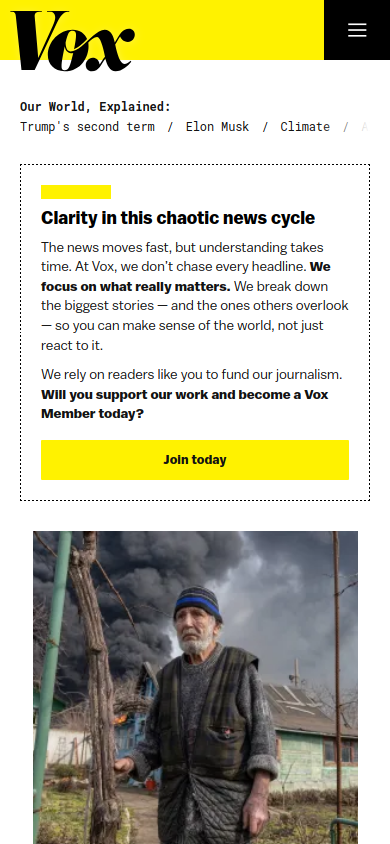 Vox
Our World, Explained:
Trump's second term / Elon Musk / Climate /
Clarity in this chaotic news cycle
The news moves fast, but understanding takes
time. At Vox, we don't chase every headline. We
focus on what really matters. We break down
the biggest stories — and the ones others overlook
— so you can make sense of the world, not just
react to it.
We rely on readers like you to fund our journalism.
Will you support our work and become a Vox
Member today?
Join today